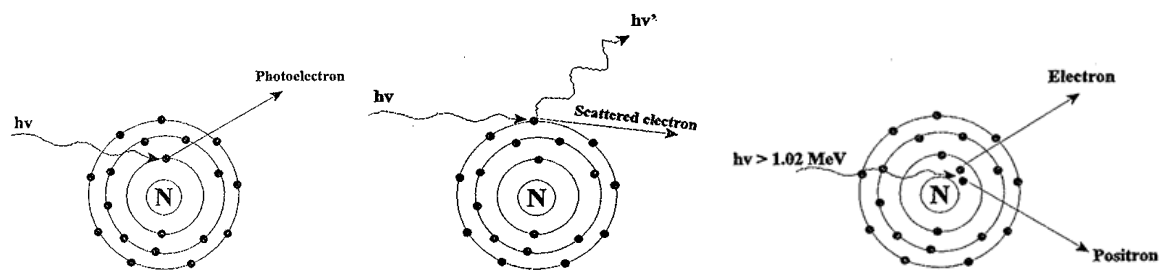 hν
Photoelectron
N
hν
hν'
Scattered electron
N
hν > 1.02 MeV
Electron
Positron
N